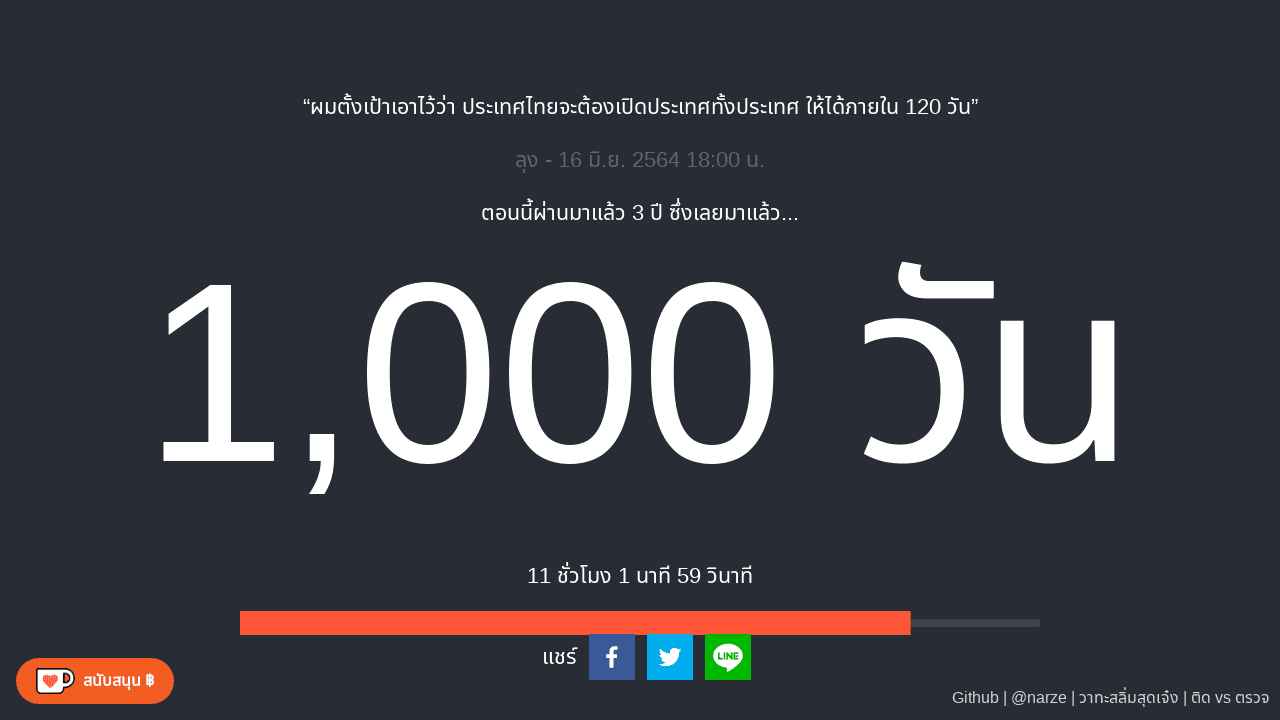 “ผมตั้งเป้าเอาไว้ว่า ประเทศไทยจะต้องเปิดประเทศทั้งประเทศ ให้ได้ภายใน 120 วัน”
ลุง - 16 มิ.ย. 2564 18:00 น.
ตอนนี้ผ่านมาแล้ว 3 ปี ซึ่งเลยมาแล้ว...
1,000 วัน
11 ชั่วโมง 1 นาที 59 วินาที
แชร์
LINE
สนับสนุน ฿
Github | @narze | วาทะสลิ่มสุดเจ๋ง | ติด vs ตรวจ